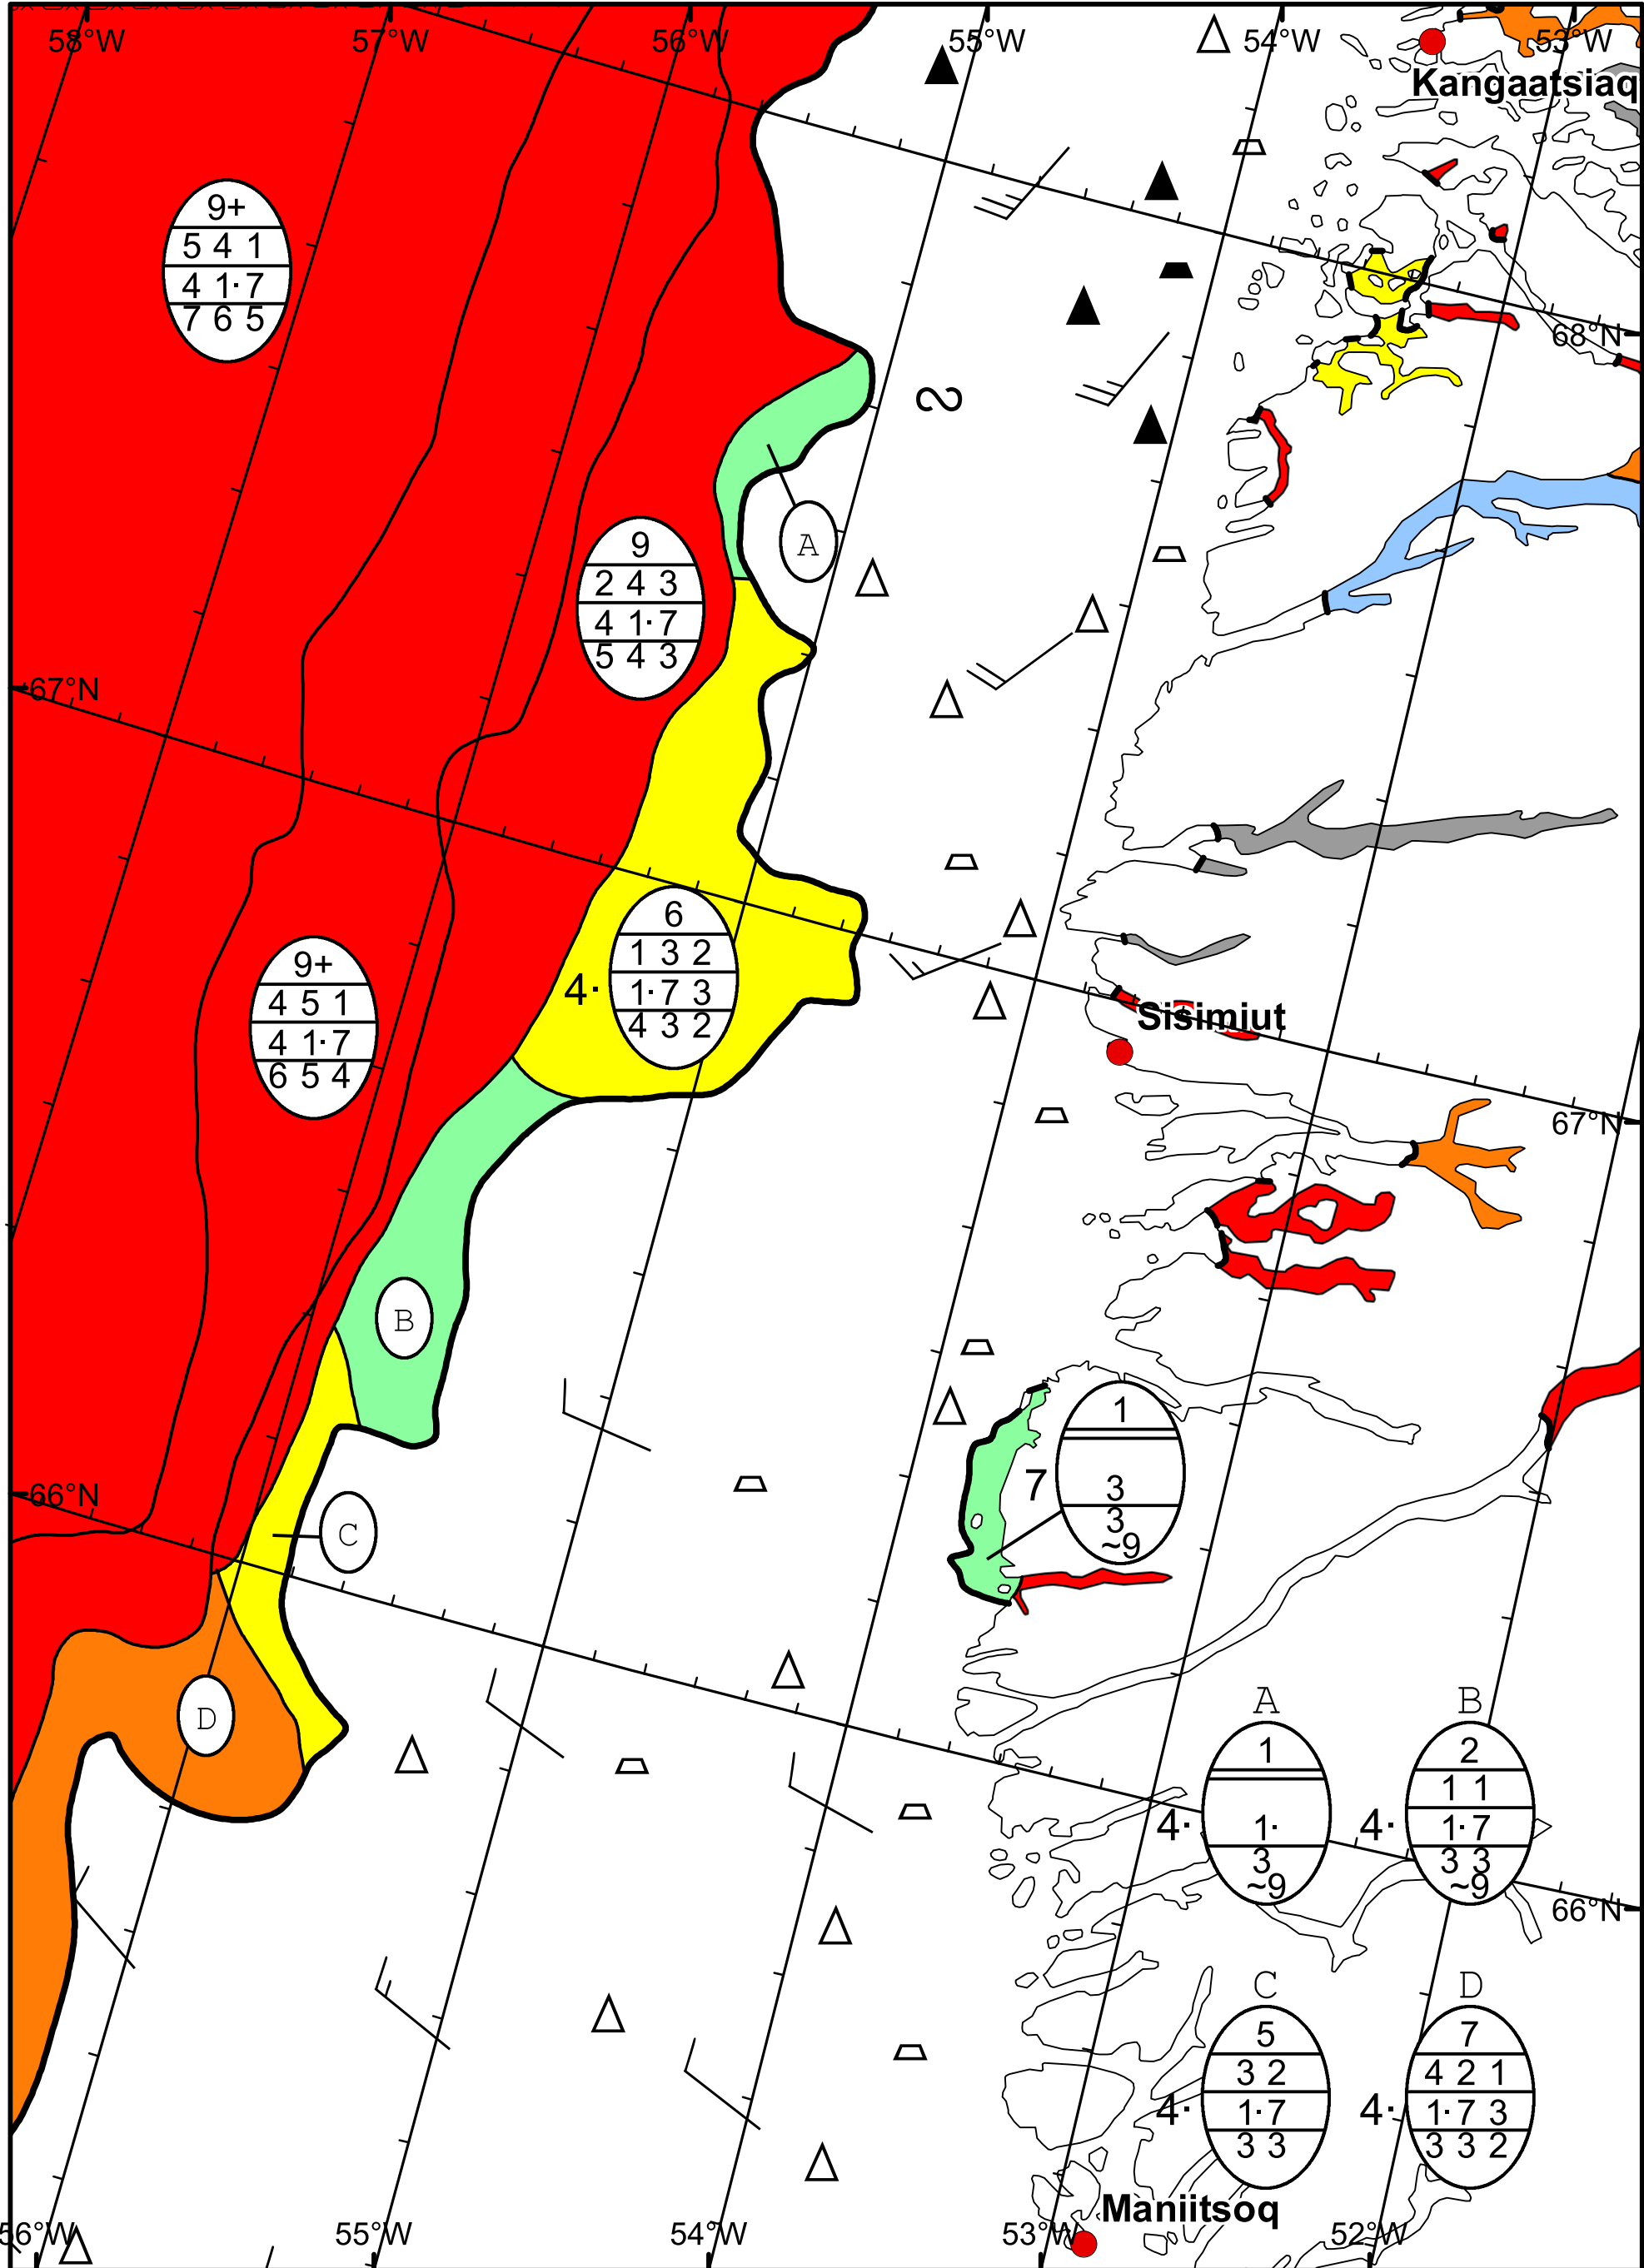 58°W 57°W 56°W 55°W 54°W 53°W
Kangaatsiaq
9+
5 4 1
4 1· 7
7 6 5
68°N
9
2 4 3
4 1· 7
5 4 3
A
67°N
6
1 3 2
4· 1· 7 3
4 3 2
9+
4 5 1
4 1· 7
6 5 4
Sisimiut
67°N
B
1
7 3
3
~9
66°N
C
D
A B
1 2
1 1
4· 1· 4· 1· 7
3 3 3
~9 ~9
66°N
C D
5 7
3 2 4 2 1
4· 1· 7 4· 1· 7 3
3 3 3 3 2
Maniitsoq
56°W 55°W 54°W 53°W 52°W